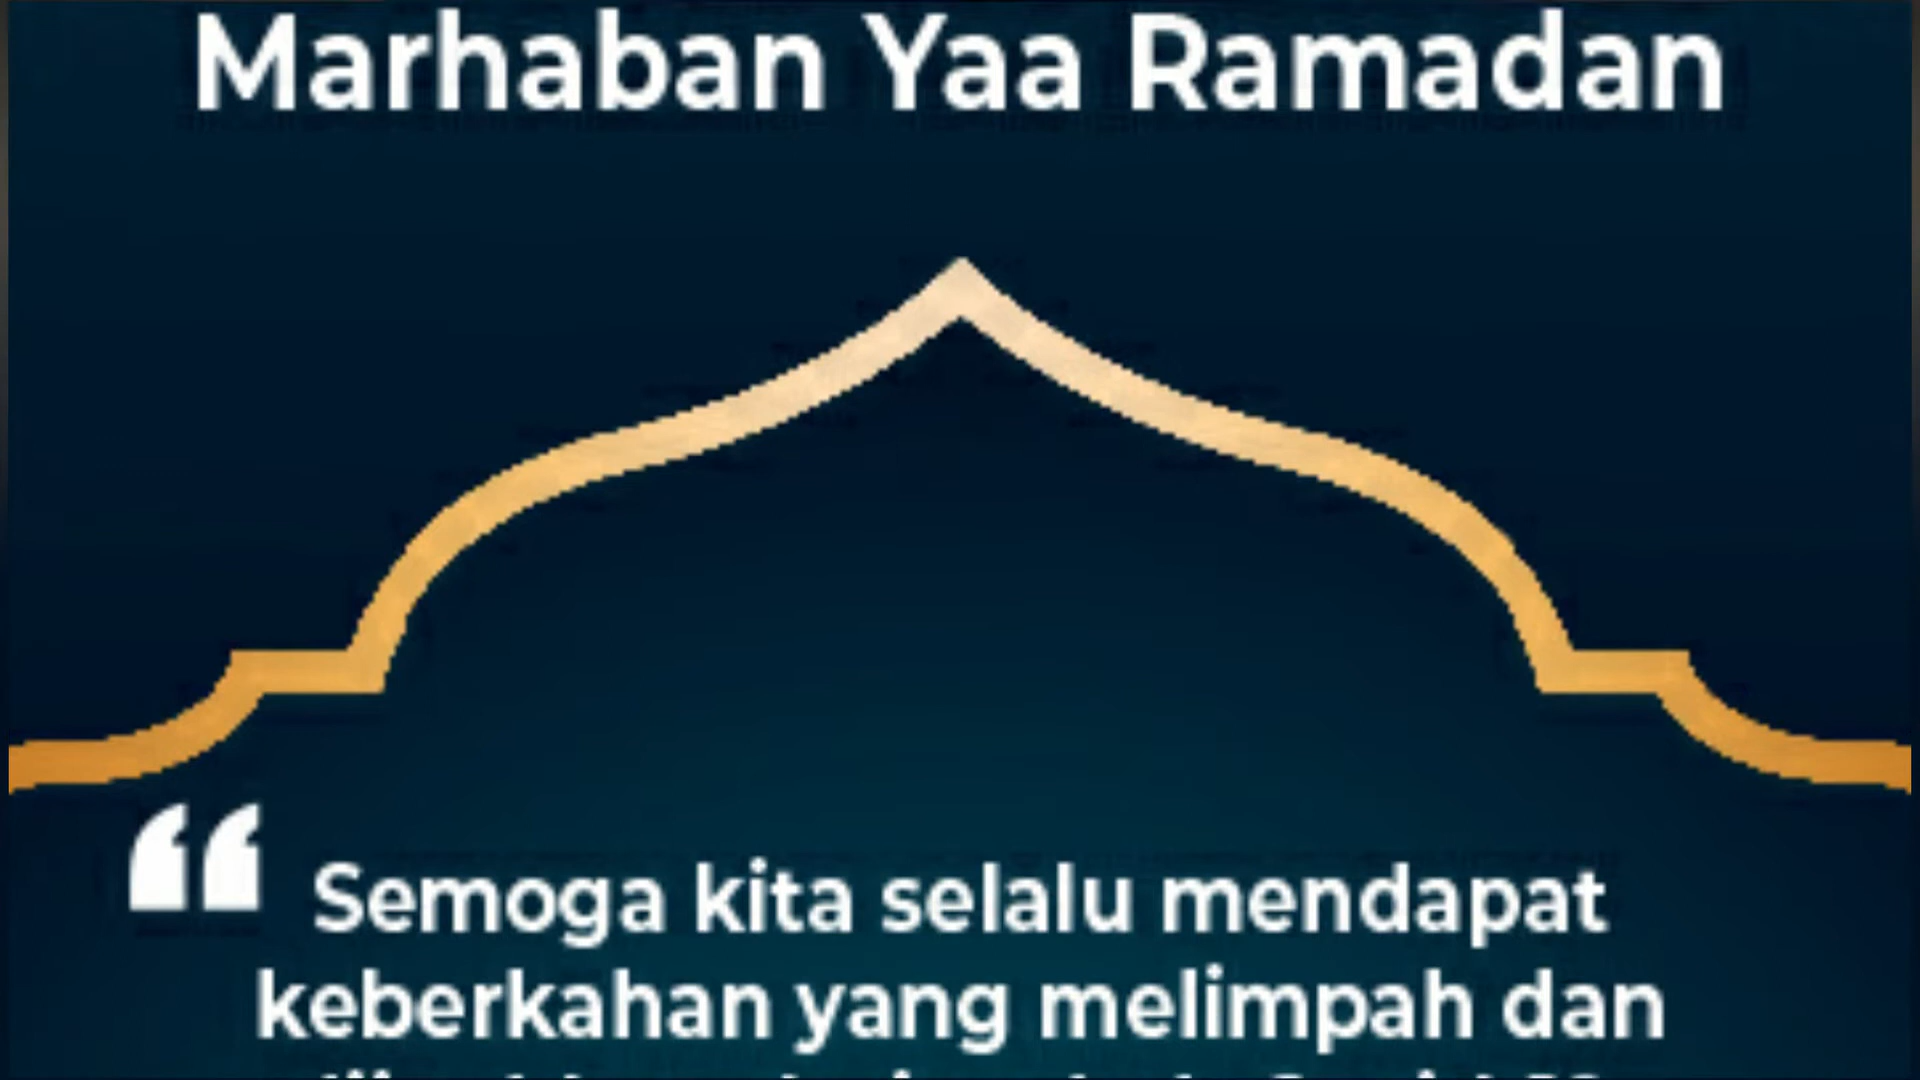 Marhaban Yaa Ramadan
“ Semoga kita selalu mendapat
keberkahan yang melimpah dan